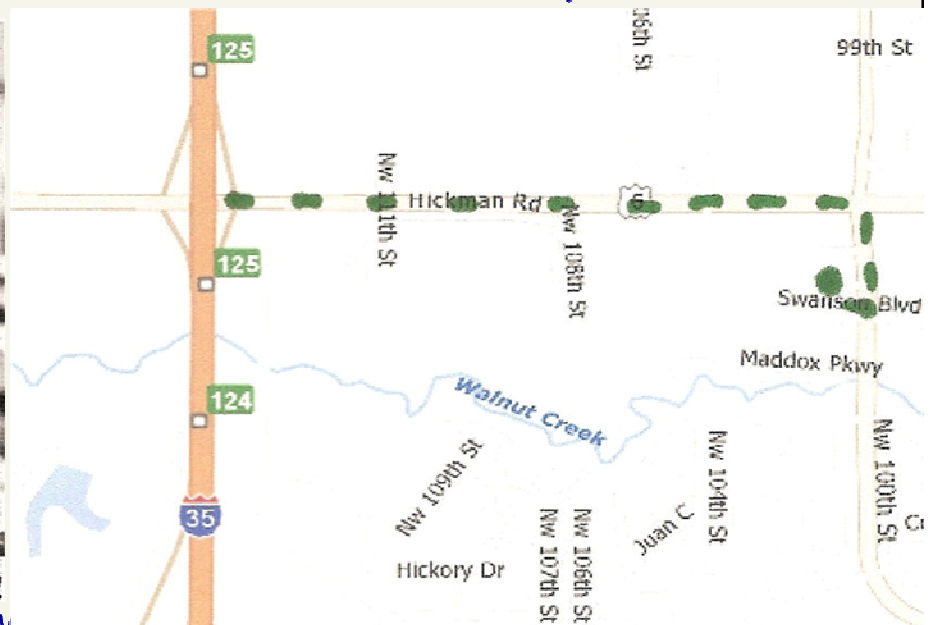 125
99th St
Nw 111th St
Hickman Rd
6
Nw 108th St
125
Swanson Blvd
Maddox Pkwy
124
Walnut Creek
Nw 109th St
Nw 104th St
Nw 100th St
35
Juan C
Nw 107th St
Nw 106th St
Hickory Dr